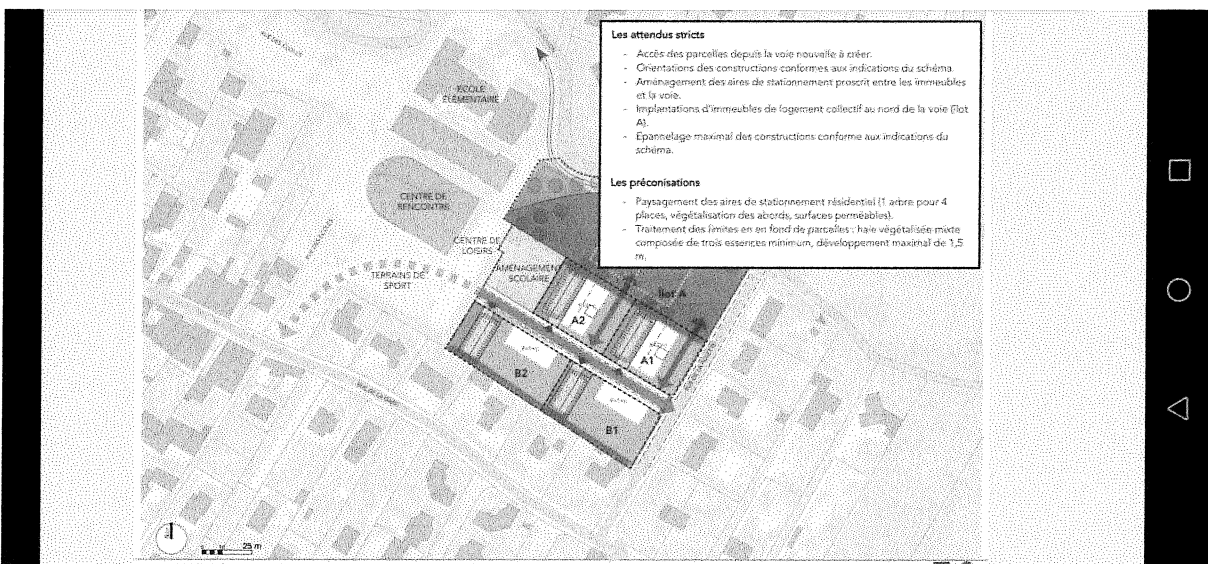 Les attendus stricts
- Accès des parcelles depuis la voie nouvelle à créer.
- Orientations des constructions conformes aux indications du schéma.
- Aménagement des aires de stationnement proscrit entre les immeubles
et la voie.
- Implantations d'immeubles de logement collectif au nord de la voie (îlot
A).
- Epannelage maximal des constructions conforme aux indications du
schéma.
Les préconisations
- Paysagement des aires de stationnement résidentiel (1 arbre pour 4
places, végétalisation des abords, surfaces perméables).
- Traitement des limites en en fond de parcelles : haie végétalisée mixte
composée de trois essences minimum, développement maximal de 1,5
m.
ECOLE
ÉLÉMENTAIRE
CENTRE DE
RENCONTRE
CENTRE DE
LOISIRS
AMÉNAGEMENT
SCOLAIRE
TERRAINS DE
SPORT
Îlot A
A2
A1
B2
B1
25 m